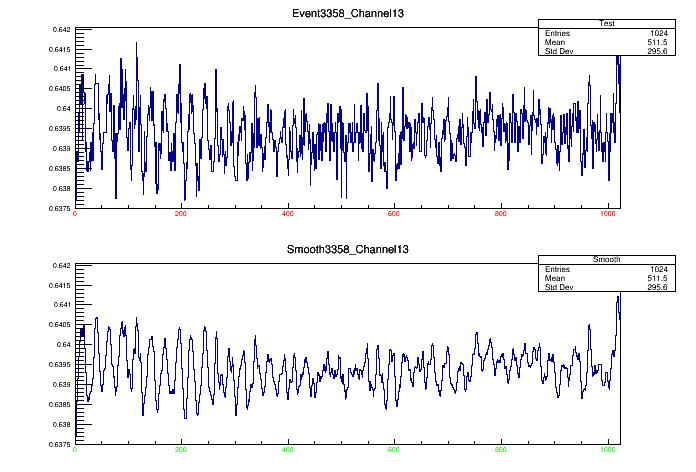 Event3358_Channel13
Test
Entries 1024
Mean 511.5
Std Dev 295.6
0.642
0.6415
0.641
0.6405
0.64
0.6395
0.639
0.6385
0.638
0.6375
0 200 400 600 800 1000
Smooth3358_Channel13
Smooth
Entries 1024
Mean 511.5
Std Dev 295.6
0.642
0.6415
0.641
0.6405
0.64
0.6395
0.639
0.6385
0.638
0.6375
0 200 400 600 800 1000